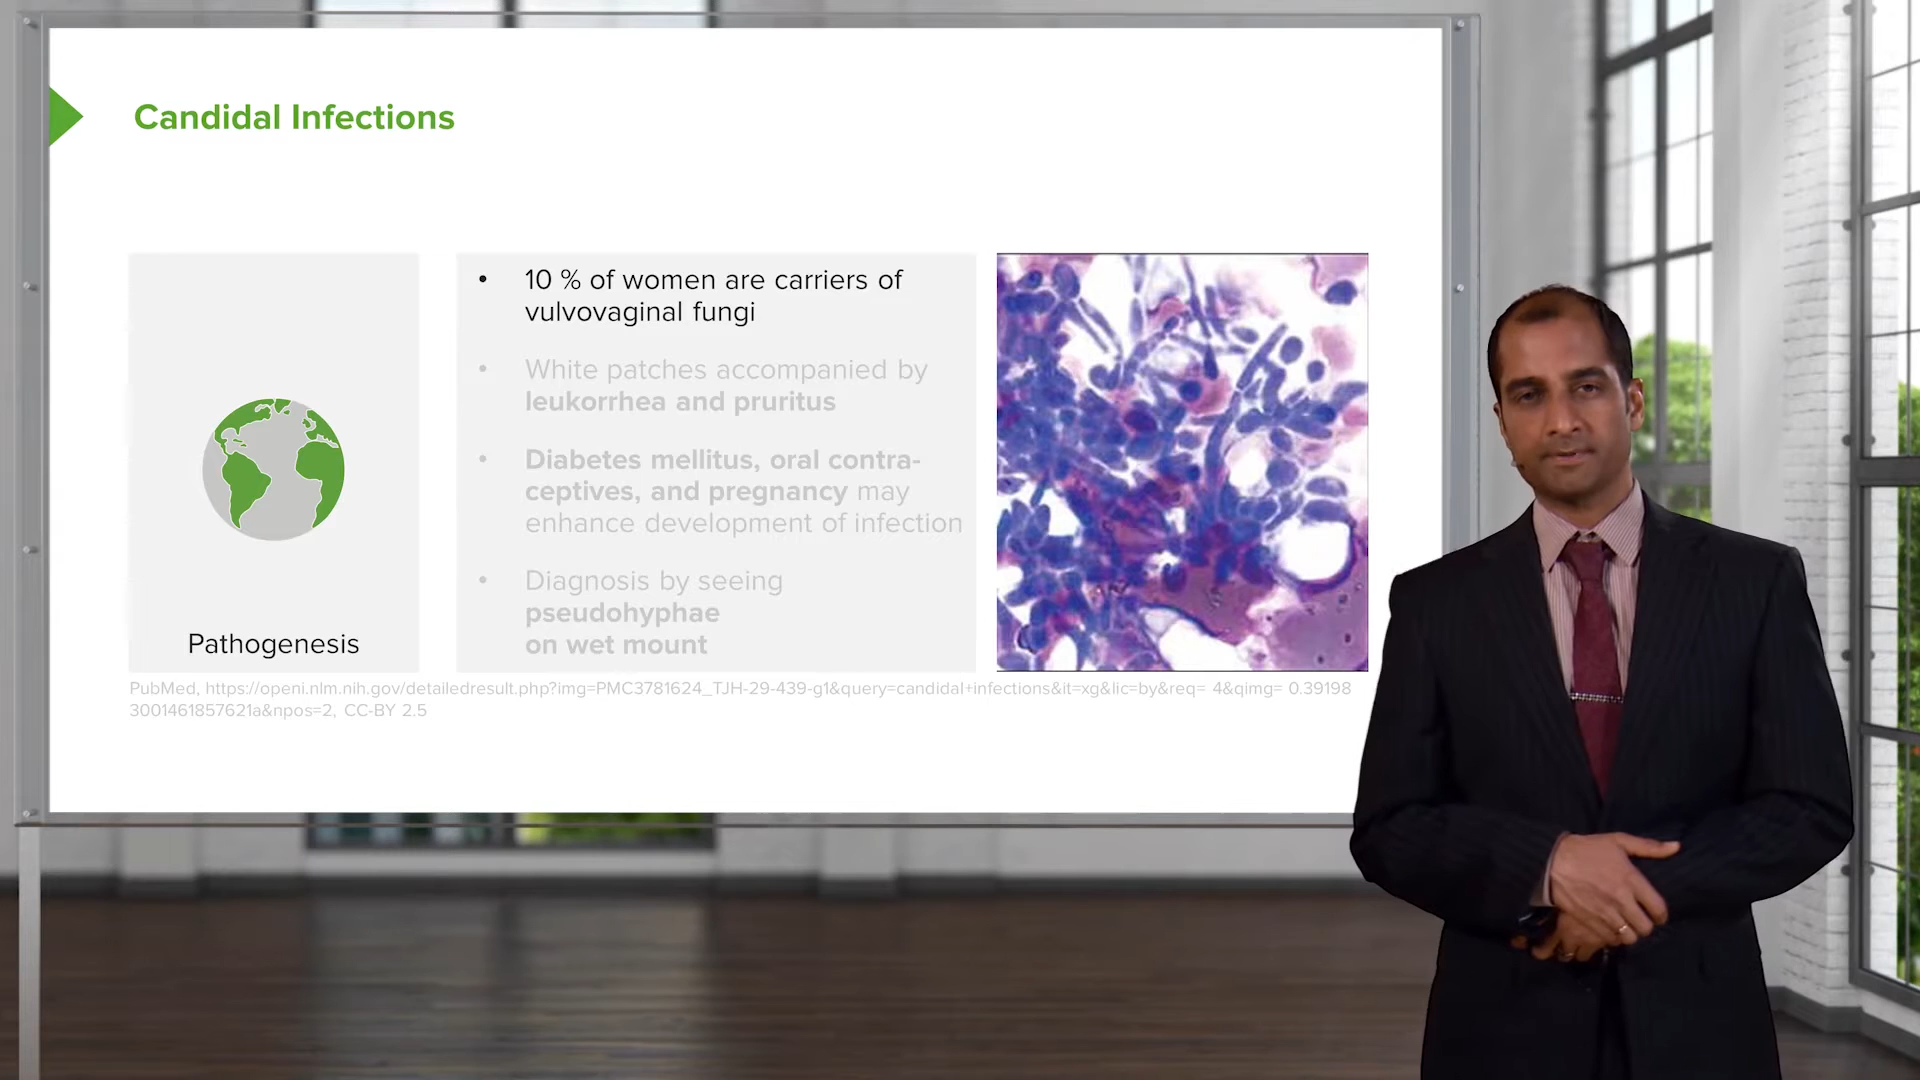 Candidal Infections
• 10 % of women are carriers of
vulvovaginal fungi
• White patches accompanied by
leukorrhea and pruritus
• Diabetes mellitus, oral contra-
ceptives, and pregnancy may
enhance development of infection
• Diagnosis by seeing
pseudohyphae
on wet mount
Pathogenesis
PubMed, https://openi.nlm.nih.gov/detailedresult.php?img=PMC3781624_TJH-29-439-g1&query=candidal+infections&it=xg&lic=by&req= 4&qimg= 0.39198
3001461857621a&npos=2, CC-BY 2.5